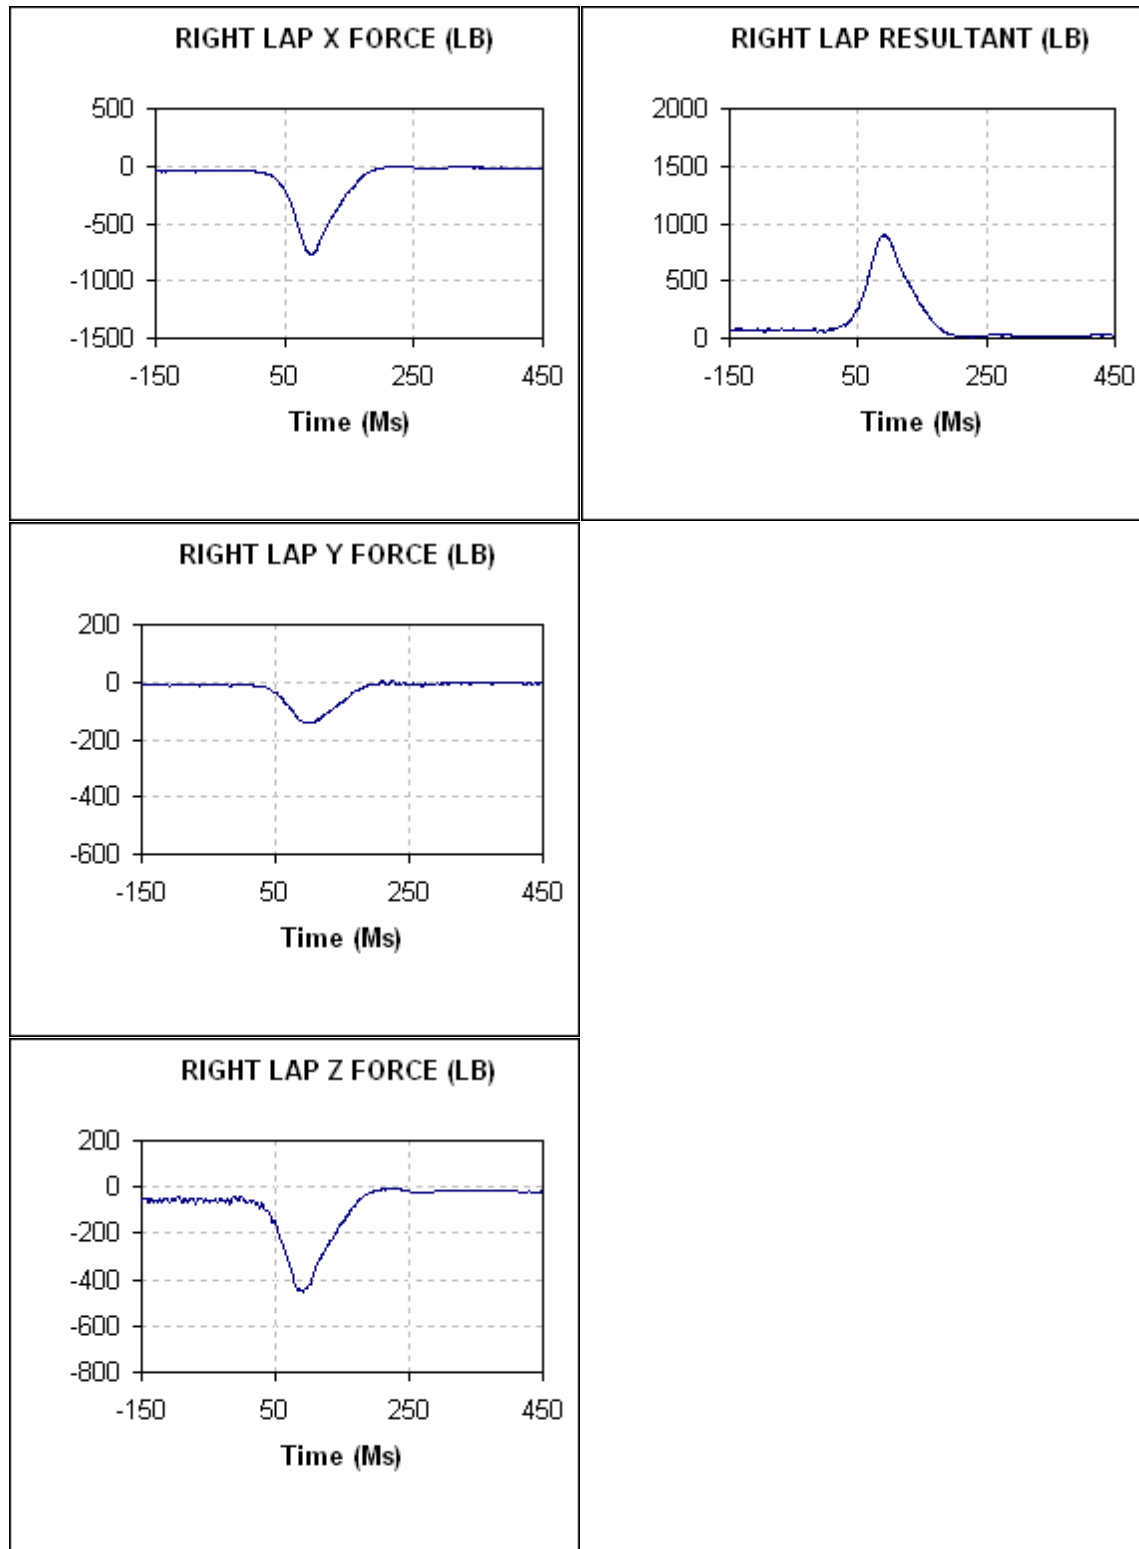 RIGHT LAP X FORCE (LB)
500
0
-500
-1000
-1500
-150 50 250 450
Time (Ms)
RIGHT LAP RESULTANT (LB)
2000
1500
1000
500
0
-150 50 250 450
Time (Ms)
RIGHT LAP Y FORCE (LB)
200
0
-200
-400
-600
-150 50 250 450
Time (Ms)
RIGHT LAP Z FORCE (LB)
200
0
-200
-400
-600
-800
-150 50 250 450
Time (Ms)